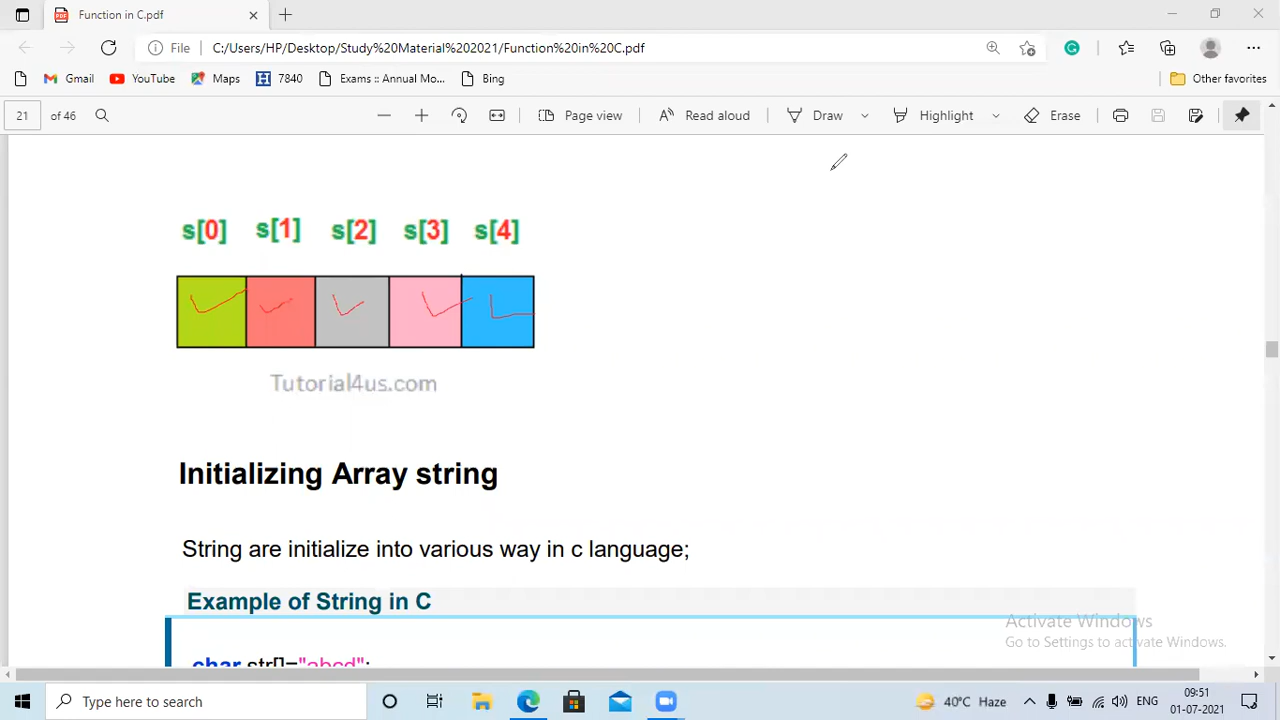 Function in C.pdf
File C:/Users/HP/Desktop/Study%20Material%202021/Function%20in%20C.pdf
Gmail YouTube Maps 7840 Exams :: Annual Mo... Bing Other favorites
21 of 46 Page view Read aloud Draw Highlight Erase
s[0] s[1] s[2] s[3] s[4]
Tutorial4us.com
Initializing Array string
String are initialize into various way in c language;
Example of String in C
char str[]="abcd";
Activate Windows
Go to Settings to activate Windows.
Type here to search
40°C Haze
ENG
09:51
01-07-2021